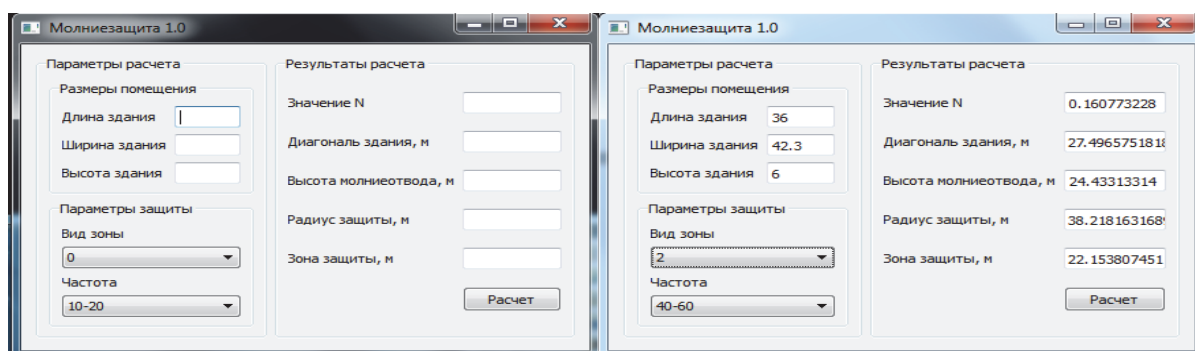 Молниезащита 1.0
Параметры расчета
Размеры помещения
Длина здания
Ширина здания
Высота здания
Параметры защиты
Вид зоны
0
Частота
10-20
Результаты расчета
Значение N
Диагональ здания, м
Высота молниеотвода, м
Радиус защиты, м
Зона защиты, м
Расчет
Молниезащита 1.0
Параметры расчета
Размеры помещения
Длина здания 36
Ширина здания 42.3
Высота здания 6
Параметры защиты
Вид зоны
2
Частота
40-60
Результаты расчета
Значение N 0.160773228
Диагональ здания, м 27.496575181
Высота молниеотвода, м 24.43313314
Радиус защиты, м 38.21816316
Зона защиты, м 22.153807451
Расчет